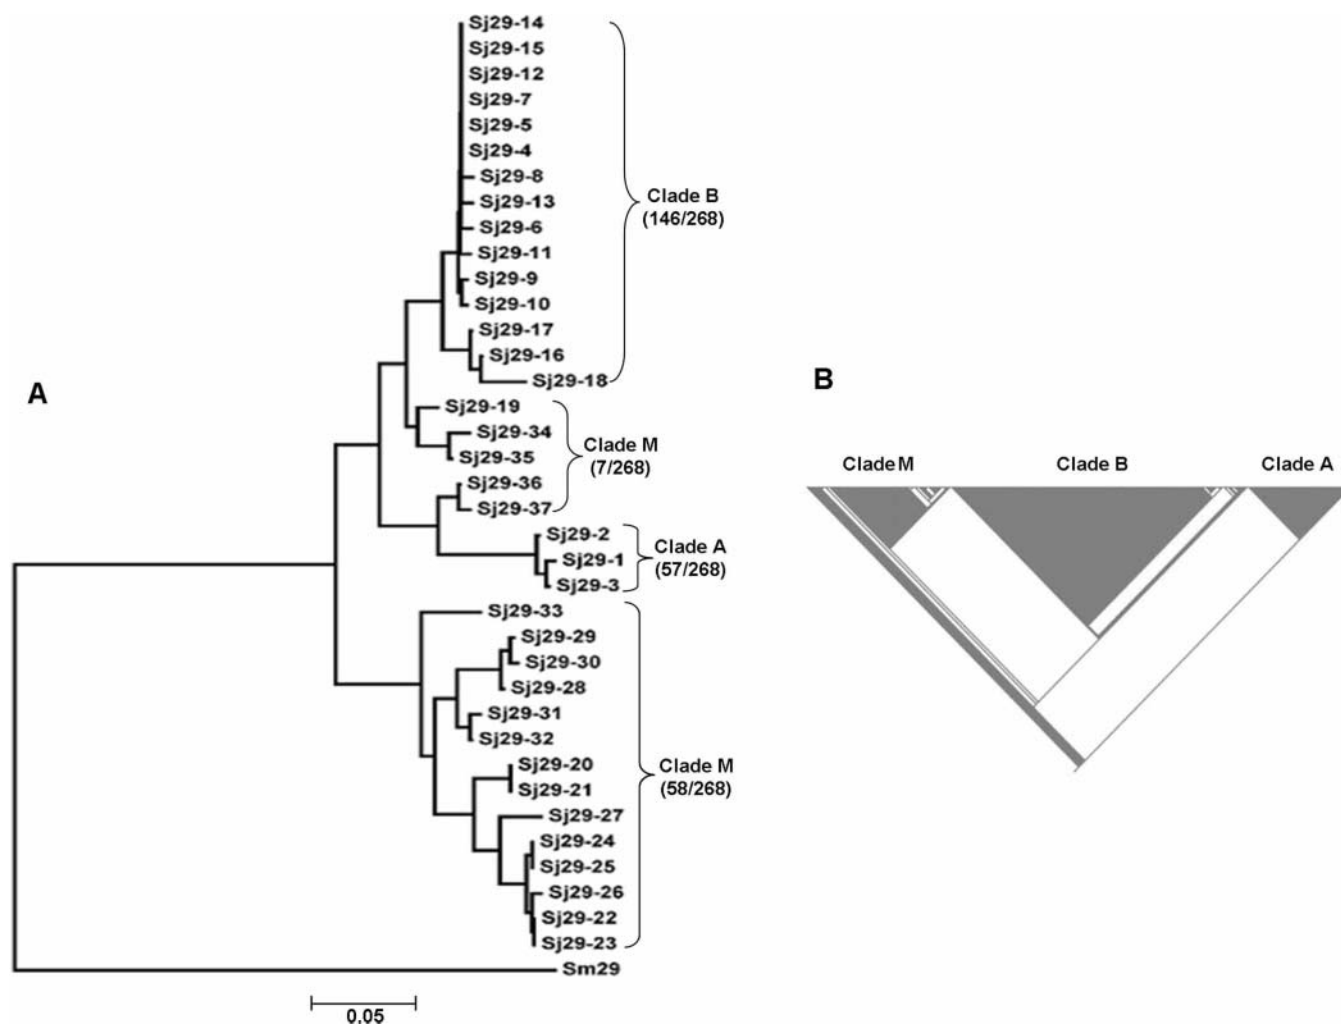 Sj29-14
Sj29-15
Sj29-12
Sj29-7
Sj29-5
Sj29-4
Sj29-8
Sj29-13
Sj29-6
Sj29-11
Sj29-9
Sj29-10
Sj29-17
Sj29-16
Sj29-18
Clade B
(146/268)
A
Sj29-19
Sj29-34
Sj29-35
Sj29-36
Sj29-37
Clade M
(7/268)
Sj29-2
Sj29-1
Sj29-3
Clade A
(57/268)
Sj29-33
Sj29-29
Sj29-30
Sj29-28
Sj29-31
Sj29-32
Sj29-20
Sj29-21
Sj29-27
Sj29-24
Sj29-25
Sj29-26
Sj29-22
Sj29-23
Clade M
(58/268)
Sm29
0.05
B
Clade M
Clade B
Clade A